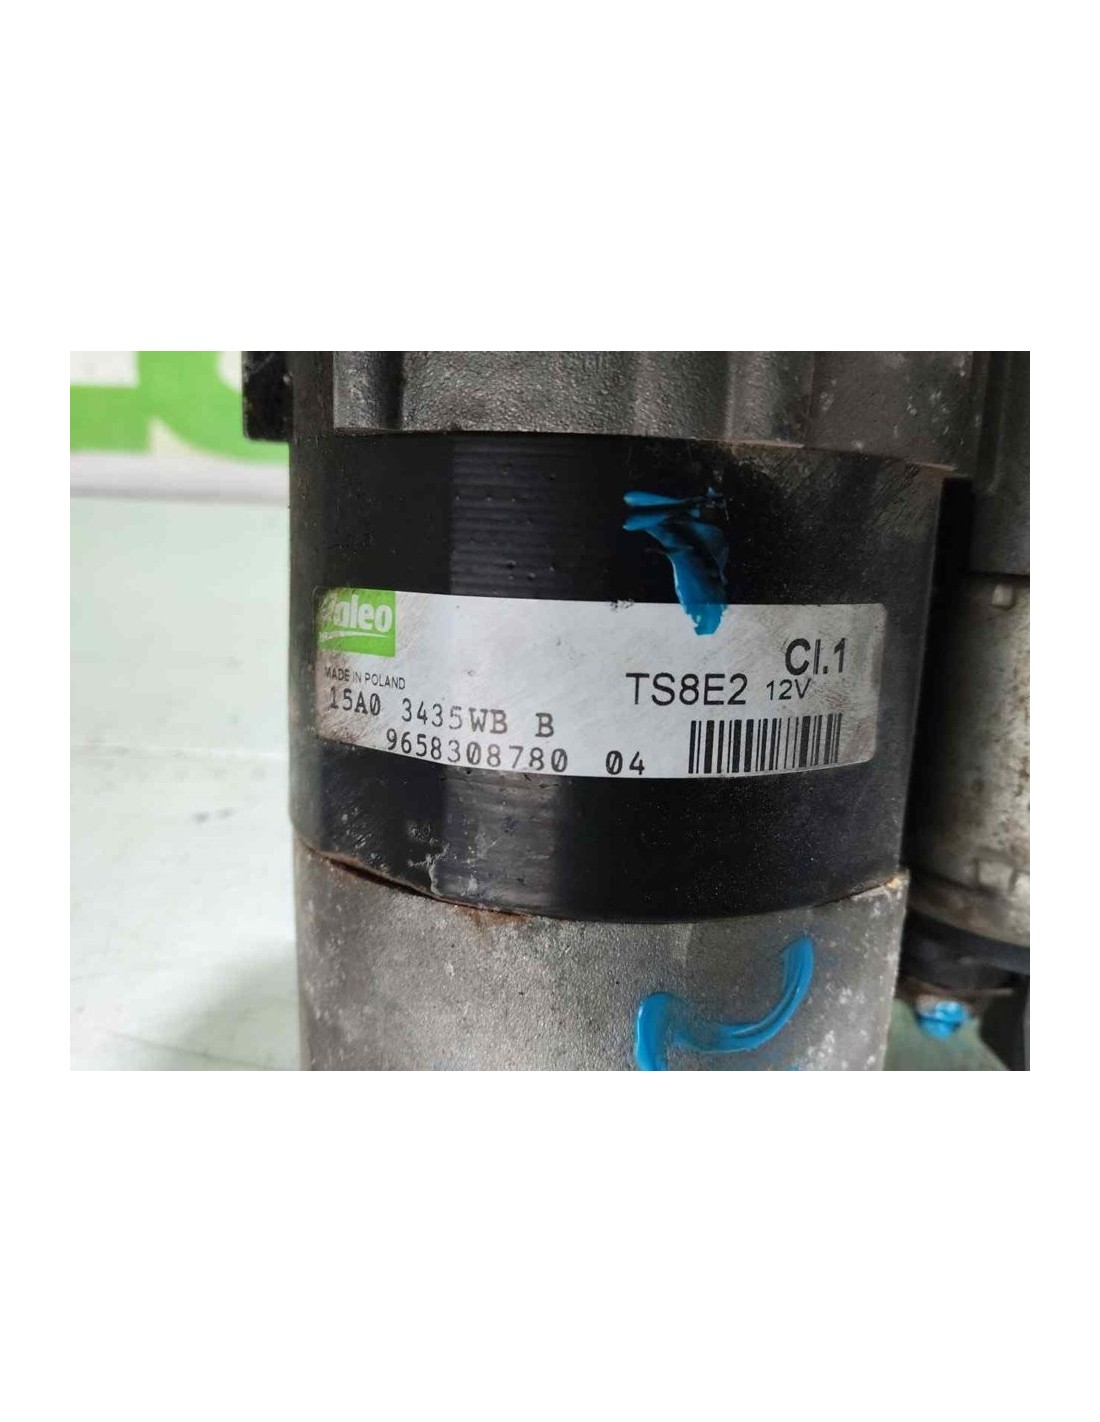 Valeo
MADE IN POLAND
Cl.1
TS8E2 12V
15A0 3435WB B
9658308780 04